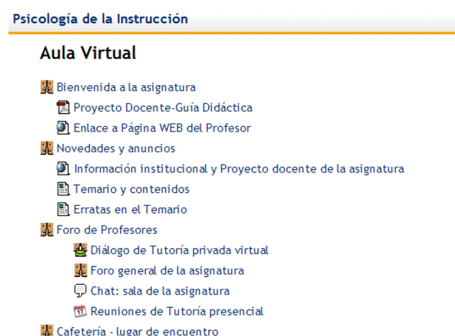 Psicología de la Instrucción
Aula Virtual
Bienvenida a la asignatura
Proyecto Docente-Guía Didáctica
Enlace a Página WEB del Profesor
Novedades y anuncios
Información institucional y Proyecto docente de la asignatura
Temario y contenidos
Erratas en el Temario
Foro de Profesores
Diálogo de Tutoría privada virtual
Foro general de la asignatura
Chat: sala de la asignatura
Reuniones de Tutoría presencial
Cafetería - lugar de encuentro